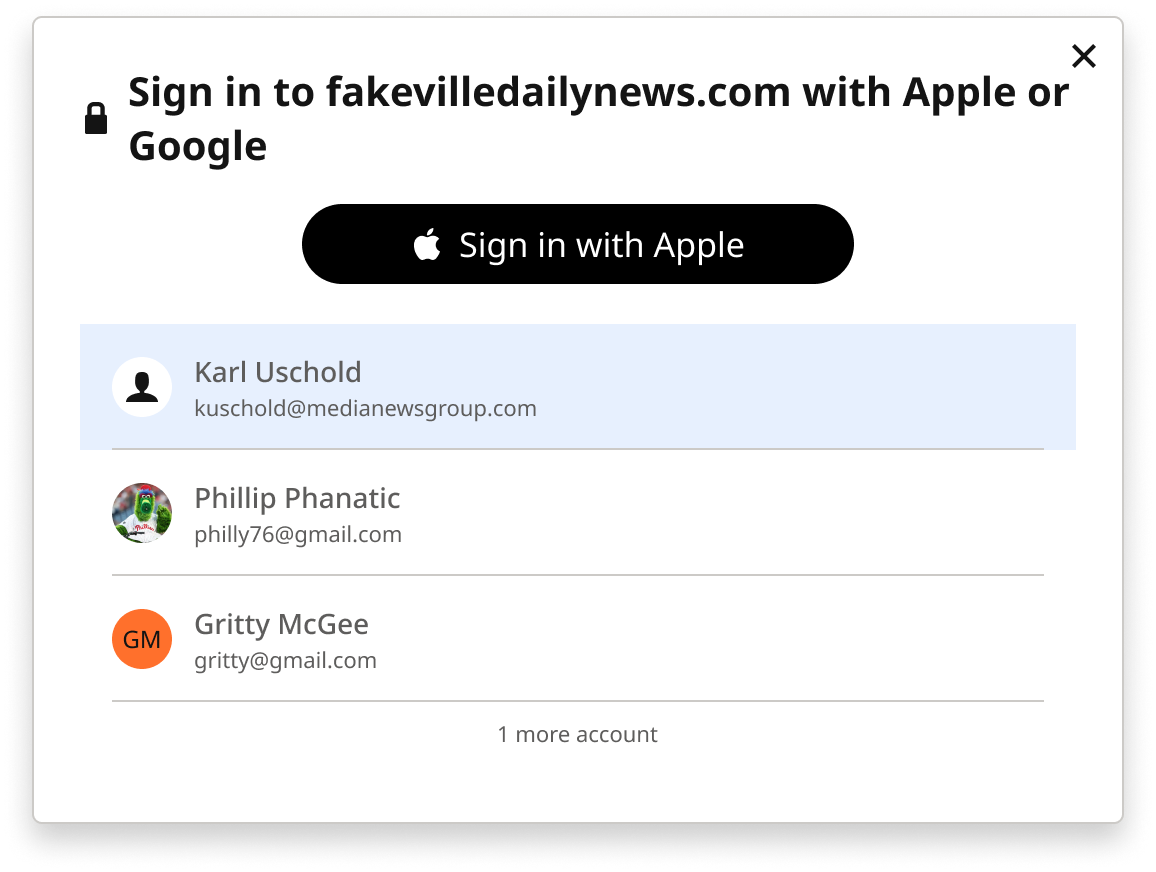 Sign in to fakevilledailynews.com with Apple or
Google
Sign in with Apple
Karl Uschold
kuschold@medianewsgroup.com
Phillip Phanatic
philly76@gmail.com
GM
Gritty McGee
gritty@gmail.com
1 more account